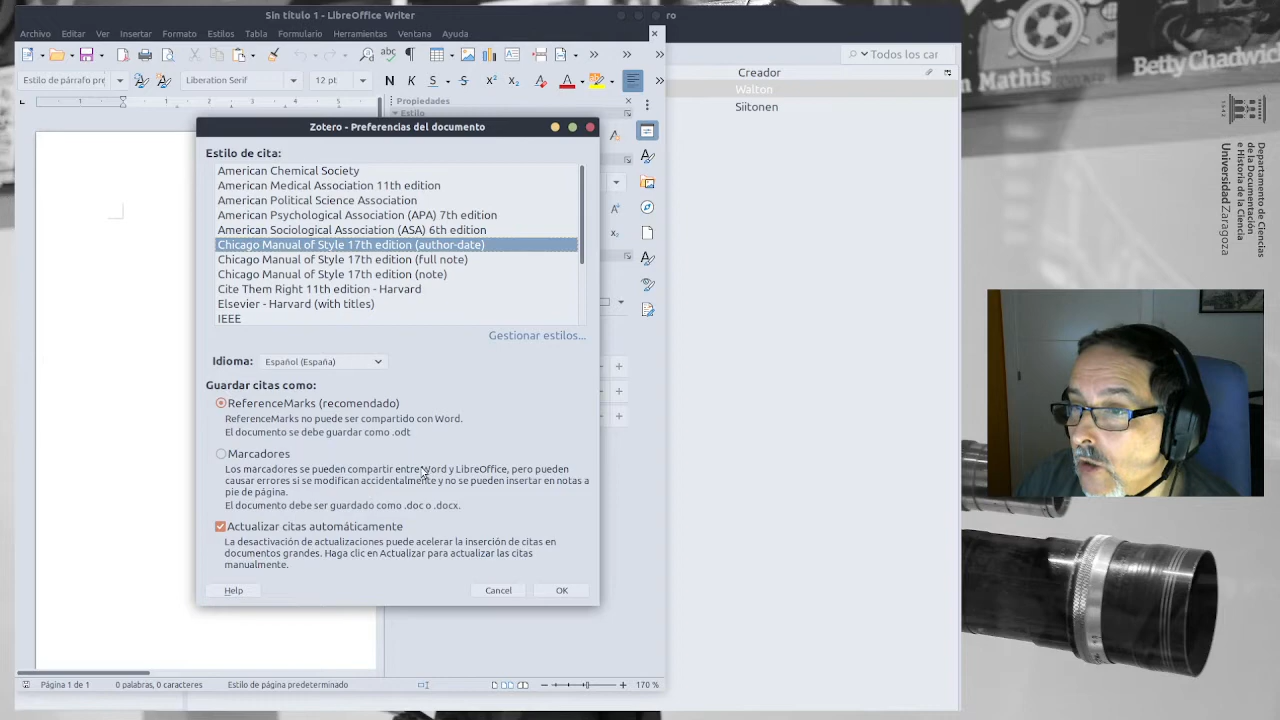 Sin título 1 - LibreOffice Writer
ro
Archivo Editar Ver Insertar Formato Estilos Tabla Formulario Herramientas Ventana Ayuda
Todos los car
Estilo de párrafo pre
Liberation Serif
12 pt
Propiedades
Estilo
Creador
Walton
Siitonen
Zotero - Preferencias del documento
Estilo de cita:
American Chemical Society
American Medical Association 11th edition
American Political Science Association
American Psychological Association (APA) 7th edition
American Sociological Association (ASA) 6th edition
Chicago Manual of Style 17th edition (author-date)
Chicago Manual of Style 17th edition (full note)
Chicago Manual of Style 17th edition (note)
Cite Them Right 11th edition - Harvard
Elsevier - Harvard (with titles)
IEEE
Gestionar estilos...
Idioma: Español (España)
Guardar citas como:
ReferenceMarks (recomendado)
ReferenceMarks no puede ser compartido con Word.
El documento se debe guardar como .odt
Marcadores
Los marcadores se pueden compartir entre Word y LibreOffice, pero pueden
causar errores si se modifican accidentalmente y no se pueden insertar en notas a
pie de página.
El documento debe ser guardado como .doc o .docx.
Actualizar citas automáticamente
La desactivación de actualizaciones puede acelerar la inserción de citas en
documentos grandes. Haga clic en Actualizar para actualizar las citas
manualmente.
Help
Cancel
OK
Página 1 de 1
0 palabras, 0 caracteres
Estilo de página predeterminado
170 %
Mathis
Betty Chadwic
Departamento
de la Documentación
e Historia de la Ciencia
Universidad Zaragoza
1542